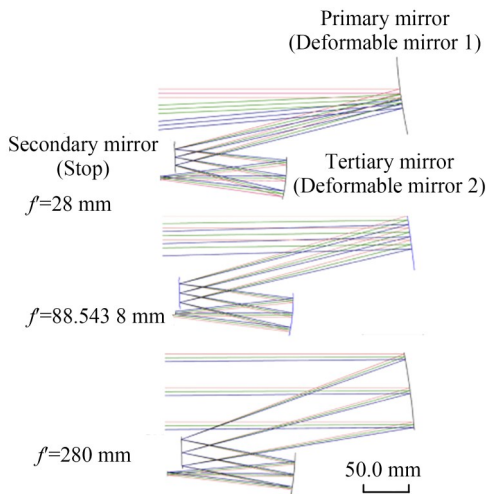 Primary mirror
(Deformable mirror 1)
Secondary mirror
(Stop)
Tertiary mirror
(Deformable mirror 2)
f′=28 mm
f′=88.543 8 mm
f′=280 mm
50.0 mm